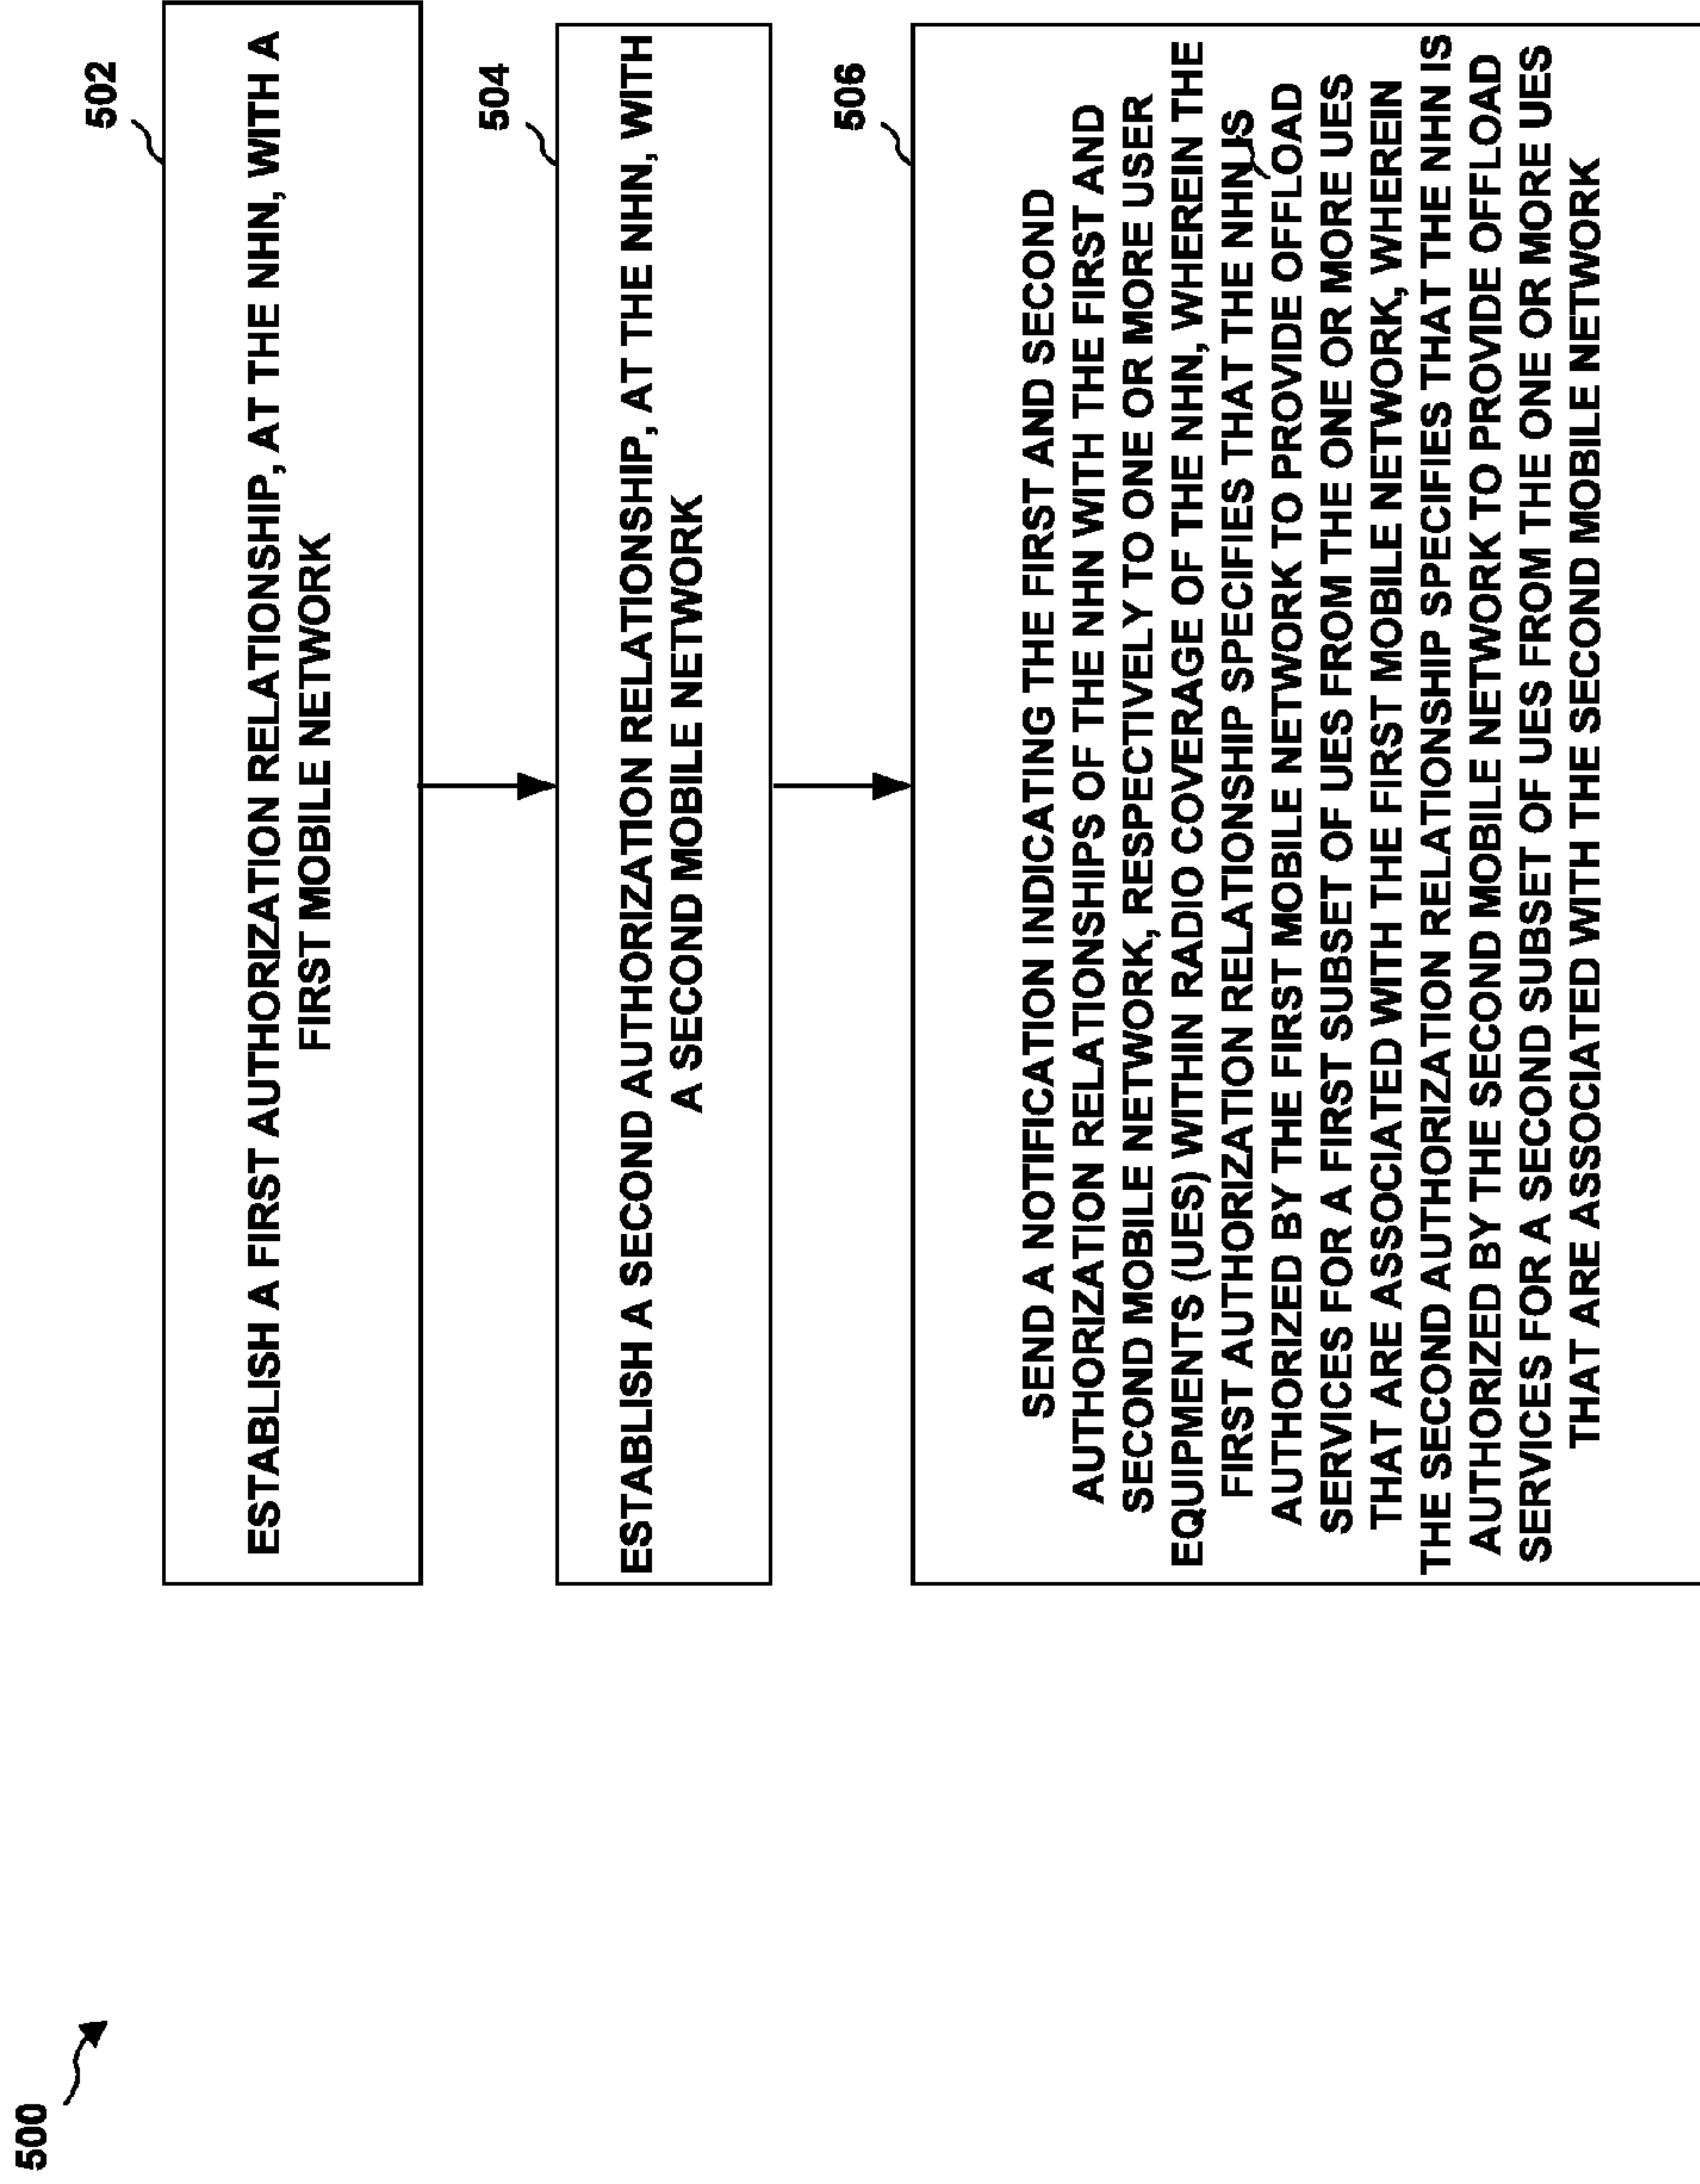 500
502
ESTABLISH A FIRST AUTHORIZATION RELATIONSHIP, AT THE NHN, WITH A
FIRST MOBILE NETWORK
504
ESTABLISH A SECOND AUTHORIZATION RELATIONSHIP, AT THE NHN, WITH
A SECOND MOBILE NETWORK
506
SEND A NOTIFICATION INDICATING THE FIRST AND SECOND
AUTHORIZATION RELATIONSHIPS OF THE NHN WITH THE FIRST AND
SECOND MOBILE NETWORK, RESPECTIVELY TO ONE OR MORE USER
EQUIPMENTS (UES) WITHIN RADIO COVERAGE OF THE NHN, WHEREIN THE
FIRST AUTHORIZATION RELATIONSHIP SPECIFIES THAT THE NHN IS
AUTHORIZED BY THE FIRST MOBILE NETWORK TO PROVIDE OFFLOAD
SERVICES FOR A FIRST SUBSET OF UES FROM THE ONE OR MORE UES
THAT ARE ASSOCIATED WITH THE FIRST MOBILE NETWORK, WHEREIN
THE SECOND AUTHORIZATION RELATIONSHIP SPECIFIES THAT THE NHN IS
AUTHORIZED BY THE SECOND MOBILE NETWORK TO PROVIDE OFFLOAD
SERVICES FOR A SECOND SUBSET OF UES FROM THE ONE OR MORE UES
THAT ARE ASSOCIATED WITH THE SECOND MOBILE NETWORK